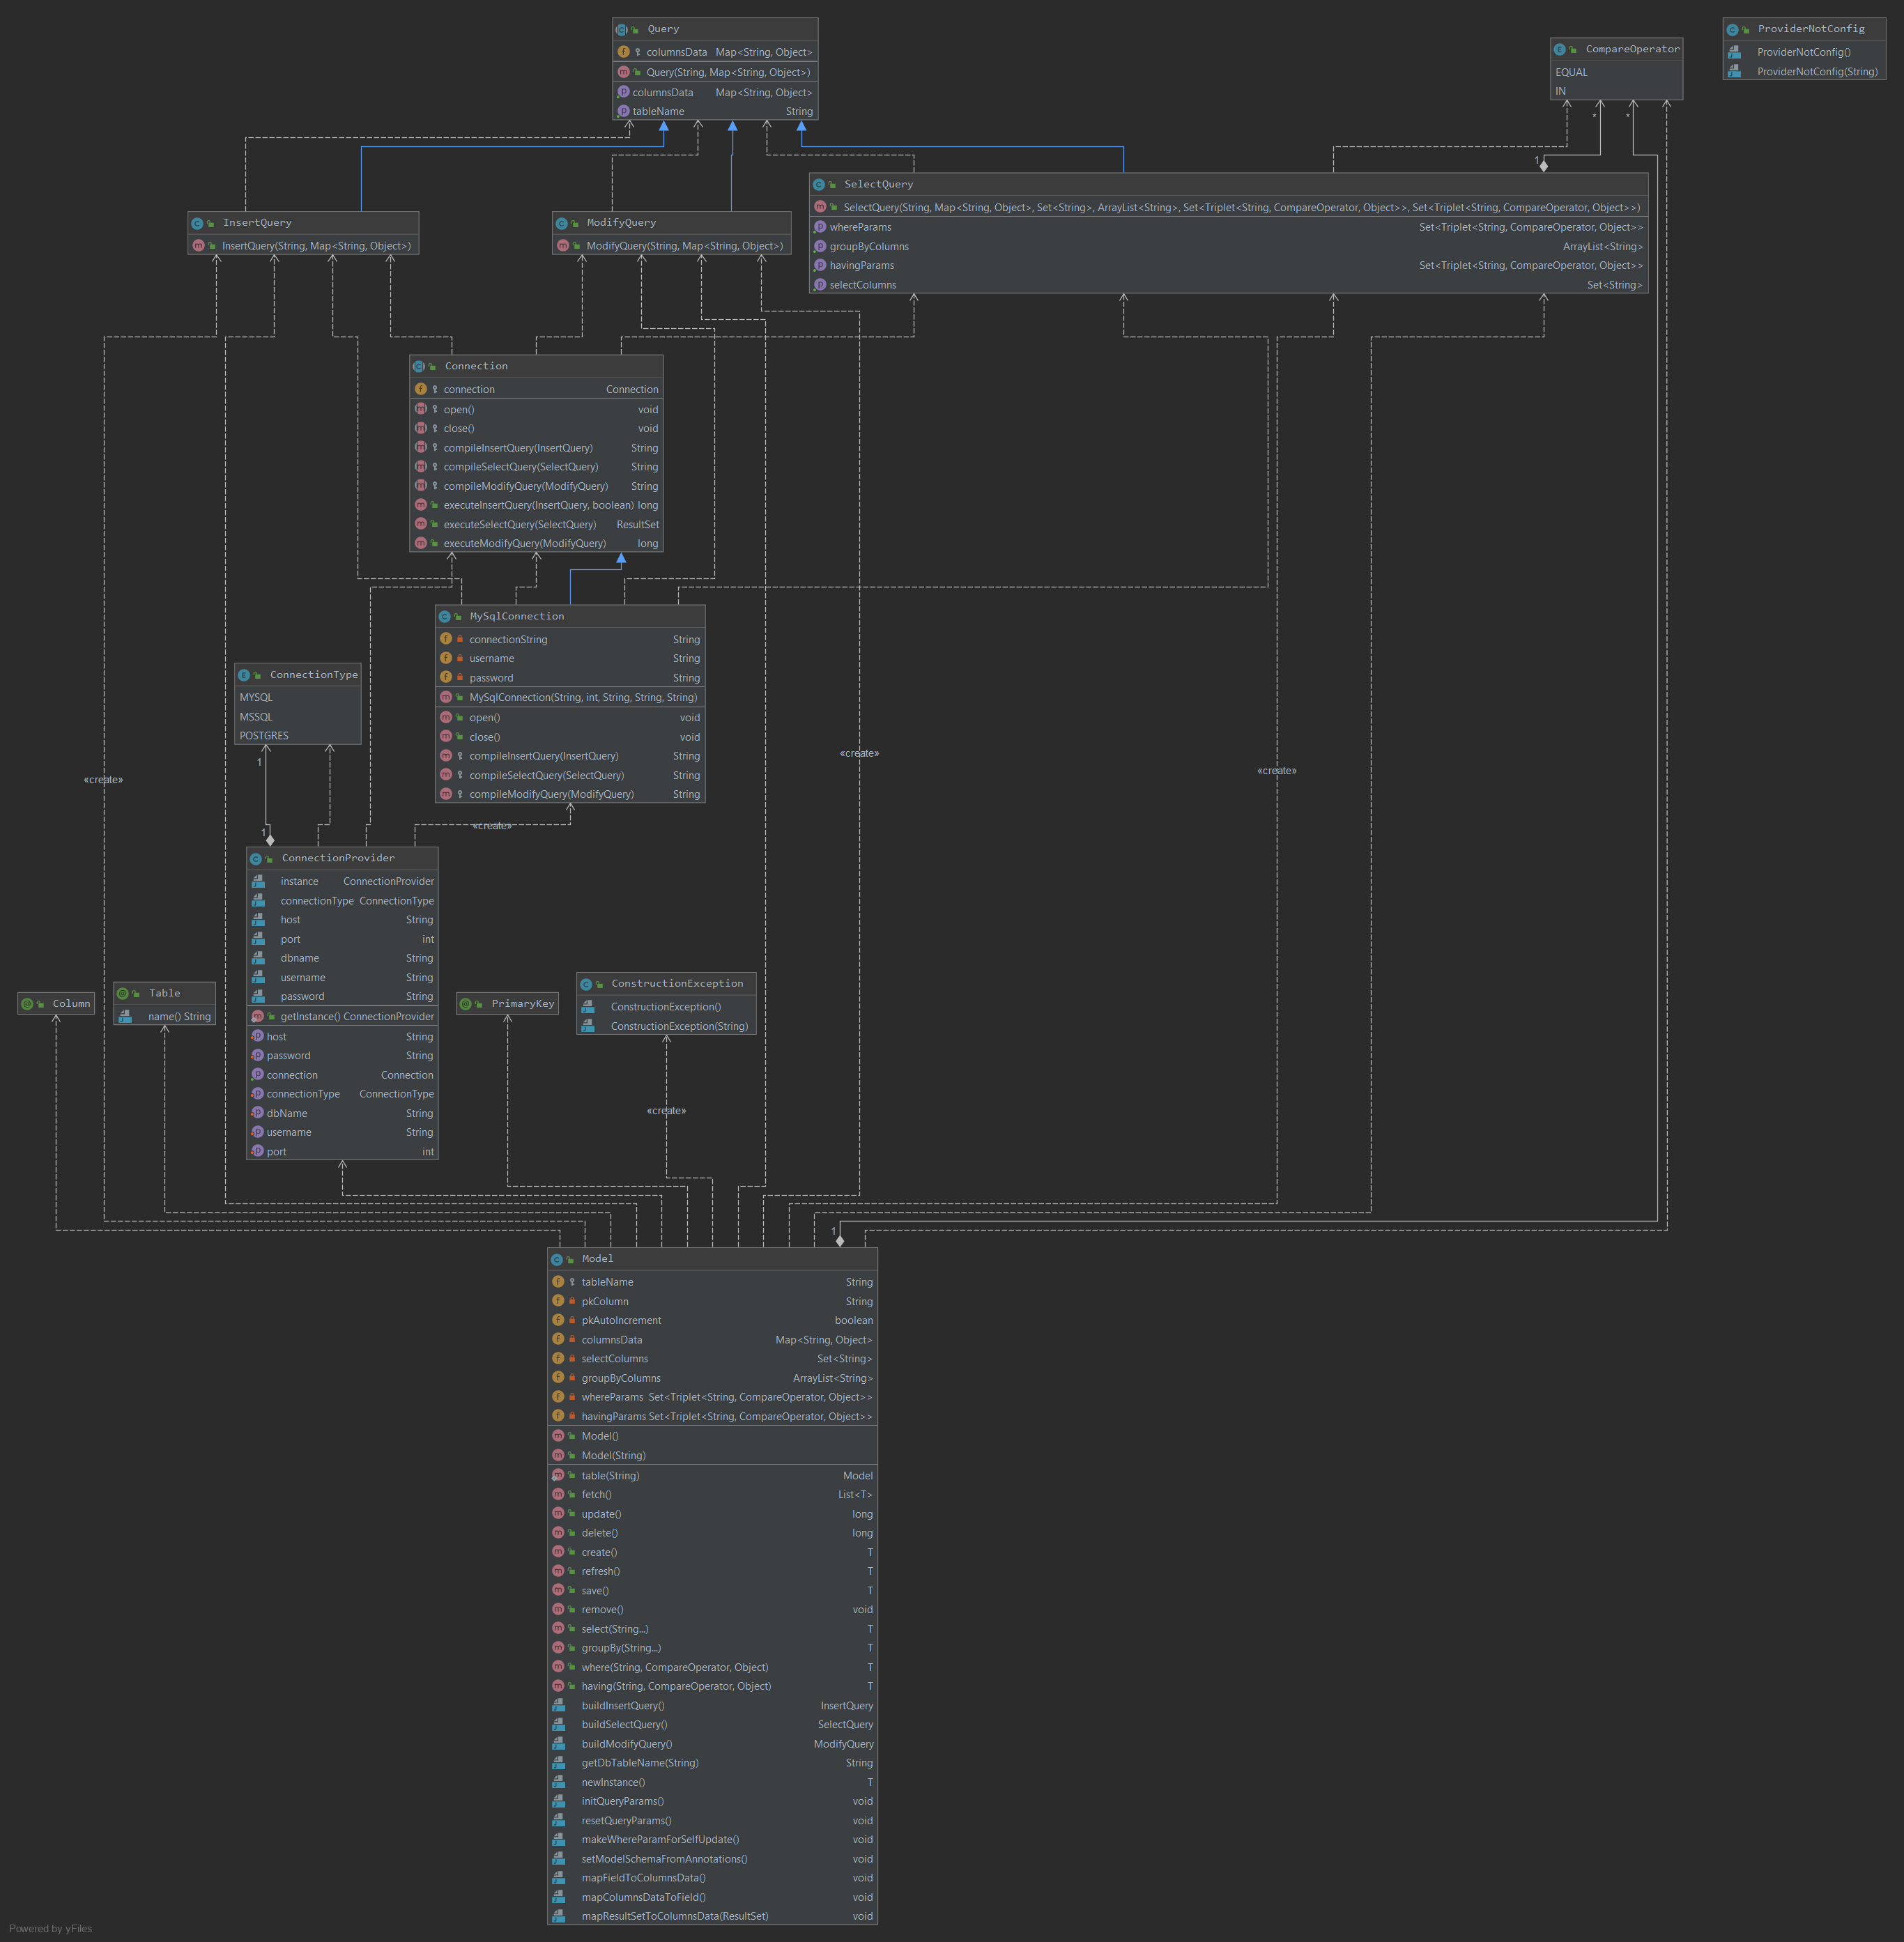 Query
columnsData Map<String, Object>
Query(String, Map<String, Object>)
columnsData Map<String, Object>
tableName String
CompareOperator
EQUAL
IN
ProviderNotConfig
ProviderNotConfig()
ProviderNotConfig(String)
*
*
1
SelectQuery
SelectQuery(String, Map<String, Object>, Set<String>, ArrayList<String>, Set<Triplet<String, CompareOperator, Object>>, Set<Triplet<String, CompareOperator, Object>>)
whereParams Set<Triplet<String, CompareOperator, Object>>
groupByColumns ArrayList<String>
havingParams Set<Triplet<String, CompareOperator, Object>>
selectColumns Set<String>
InsertQuery
InsertQuery(String, Map<String, Object>)
ModifyQuery
ModifyQuery(String, Map<String, Object>)
Connection
connection Connection
open() void
close() void
compileInsertQuery(InsertQuery) String
compileSelectQuery(SelectQuery) String
compileModifyQuery(ModifyQuery) String
executeInsertQuery(InsertQuery, boolean) long
executeSelectQuery(SelectQuery) ResultSet
executeModifyQuery(ModifyQuery) long
MySqlConnection
connectionString String
username String
password String
MySqlConnection(String, int, String, String, String)
open() void
close() void
compileInsertQuery(InsertQuery) String
compileSelectQuery(SelectQuery) String
compileModifyQuery(ModifyQuery) String
ConnectionType
MYSQL
MSSQL
POSTGRES
1
«create»
«create»
«create»
1
«create»
ConnectionProvider
instance ConnectionProvider
connectionType ConnectionType
host String
port int
dbname String
username String
password String
getInstance() ConnectionProvider
host String
password String
connection Connection
connectionType ConnectionType
dbName String
username String
port int
Column
Table
name() String
PrimaryKey
ConstructionException
ConstructionException()
ConstructionException(String)
«create»
1
Model
tableName String
pkColumn String
pkAutoIncrement boolean
columnsData Map<String, Object>
selectColumns Set<String>
groupByColumns ArrayList<String>
whereParams Set<Triplet<String, CompareOperator, Object>>
havingParams Set<Triplet<String, CompareOperator, Object>>
Model()
Model(String)
table(String) Model
fetch() List<T>
update() long
delete() long
create() T
refresh() T
save() T
remove() void
select(String...) T
groupBy(String...) T
where(String, CompareOperator, Object) T
having(String, CompareOperator, Object) T
buildInsertQuery() InsertQuery
buildSelectQuery() SelectQuery
buildModifyQuery() ModifyQuery
getDbTableName(String) String
newInstance() T
initQueryParams() void
resetQueryParams() void
makeWhereParamForSelfUpdate() void
setModelSchemaFromAnnotations() void
mapFieldToColumnsData() void
mapColumnsDataToField() void
mapResultSetToColumnsData(ResultSet) void
Powered by yFiles